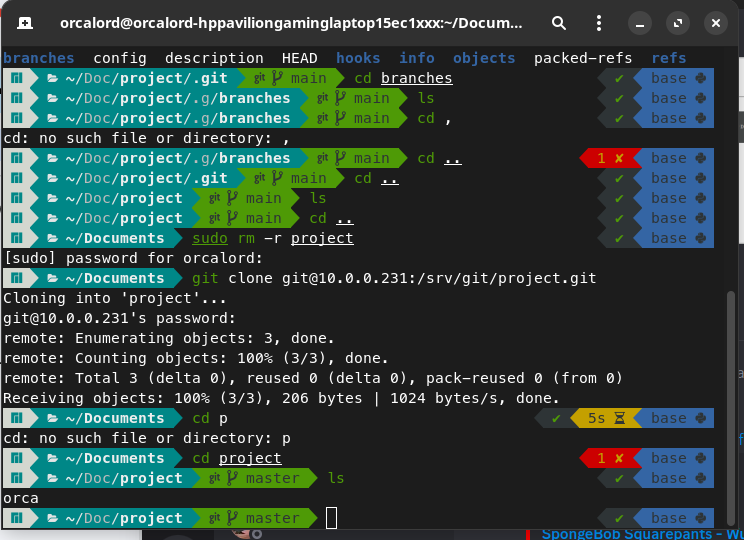 orcalord@orcalord-hppaviliongaminglaptop15ec1xxx:~/Docum...
branches config description HEAD hooks info objects packed-refs refs
~/Doc/project/.git git main cd branches ✔ base
~/Doc/project/.g/branches git main ls ✔ base
~/Doc/project/.g/branches git main cd , ✔ base
cd: no such file or directory: ,
~/Doc/project/.g/branches git main cd .. 1 ✘ base
~/Doc/project/.git git main cd .. ✔ base
~/Doc/project git main ls ✔ base
~/Doc/project git main cd .. ✔ base
~/Documents sudo rm -r project ✔ base
[sudo] password for orcalord:
~/Documents git clone git@10.0.0.231:/srv/git/project.git
Cloning into 'project'...
git@10.0.0.231's password:
remote: Enumerating objects: 3, done.
remote: Counting objects: 100% (3/3), done.
remote: Total 3 (delta 0), reused 0 (delta 0), pack-reused 0 (from 0)
Receiving objects: 100% (3/3), 206 bytes | 1024 bytes/s, done.
~/Documents cd p ✔ 5s base
cd: no such file or directory: p
~/Documents cd project 1 ✘ base
~/Doc/project git master ls ✔ base
orca
~/Doc/project git master ✔ base
SpongeBob Squarepants -